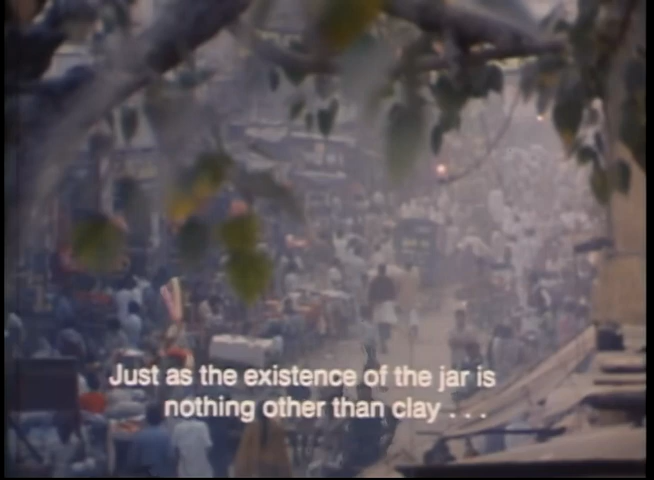 Just as the existence of the jar is
nothing other than clay . . .